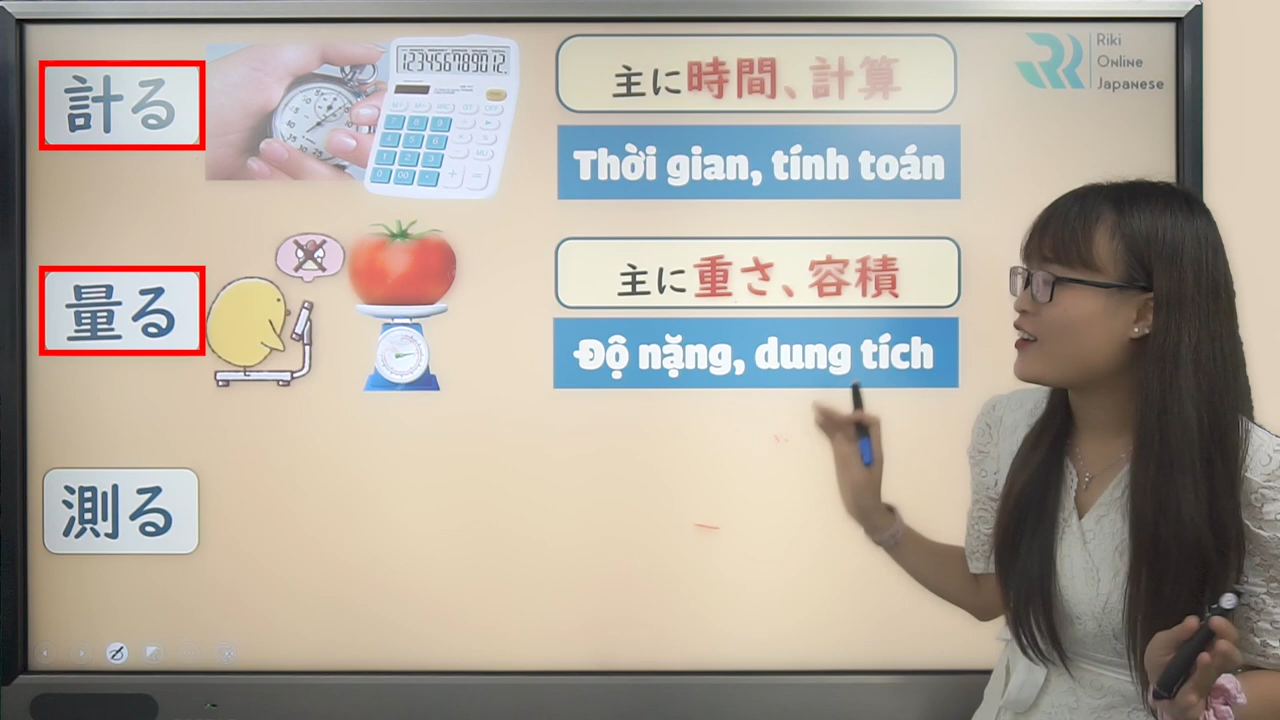 計る
123456789012.
主に時間、計算
Thời gian, tính toán
Riki
Online
Japanese
量る
主に重さ、容積
Độ nặng, dung tích
測る